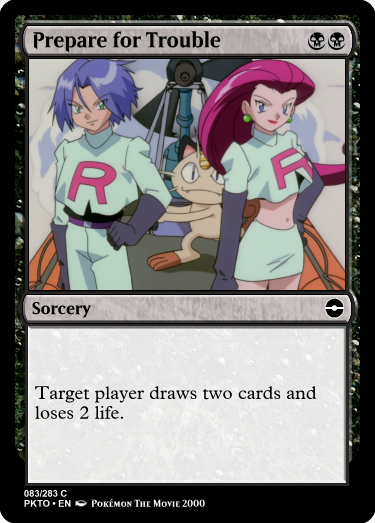 Prepare for Trouble
R
R
Sorcery
Target player draws two cards and
loses 2 life.
083/283 C
PKTO • EN Pokémon The Movie 2000